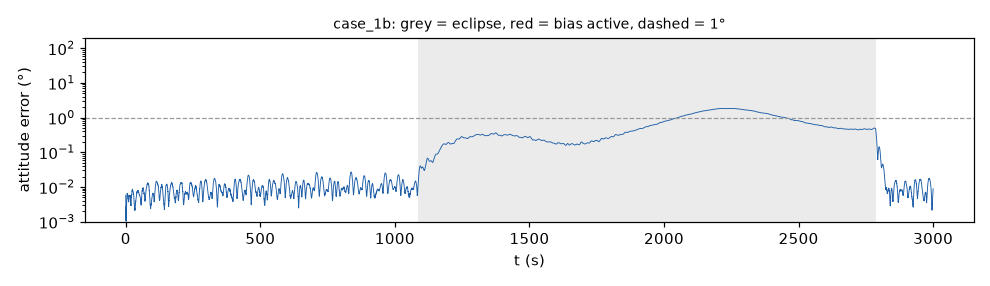 case_1b: grey = eclipse, red = bias active, dashed = 1°
attitude error (°)
10²
10¹
10⁰
10⁻¹
10⁻²
10⁻³
0 500 1000 1500 2000 2500 3000
t (s)